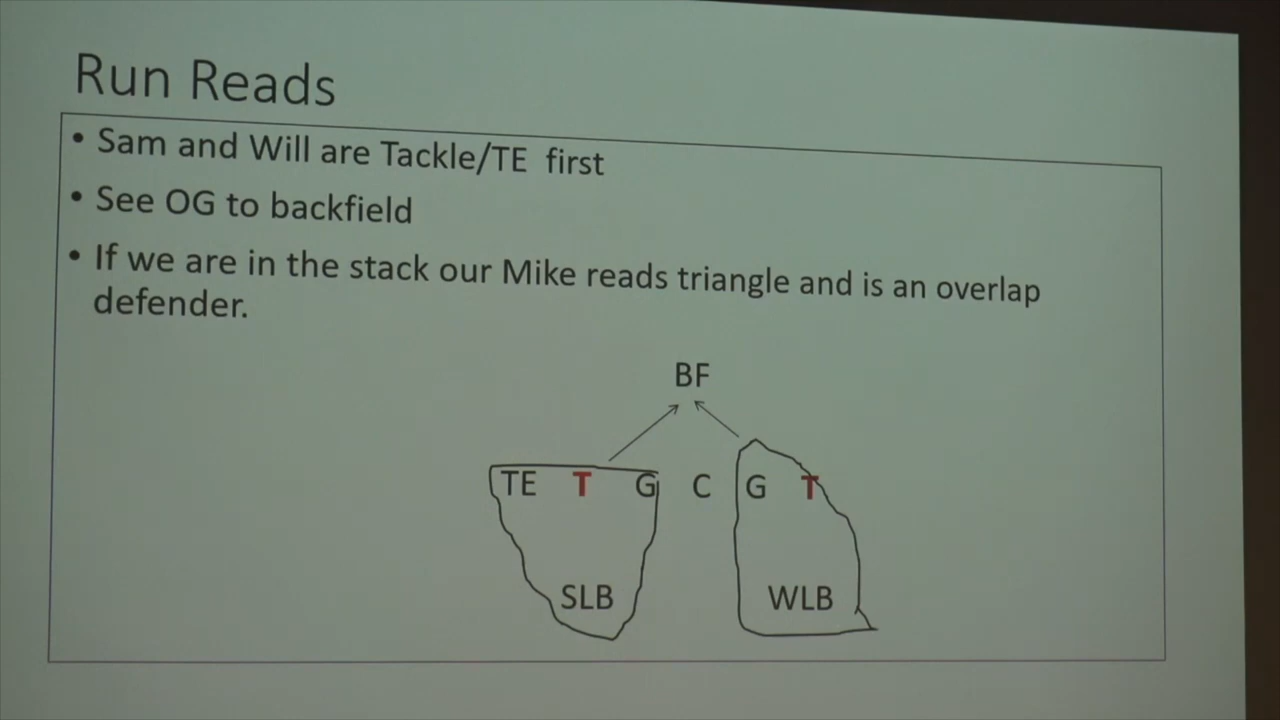 Run Reads
• Sam and Will are Tackle/TE first
• See OG to backfield
• If we are in the stack our Mike reads triangle and is an overlap
defender.
BF
TE T G C G T
SLB WLB